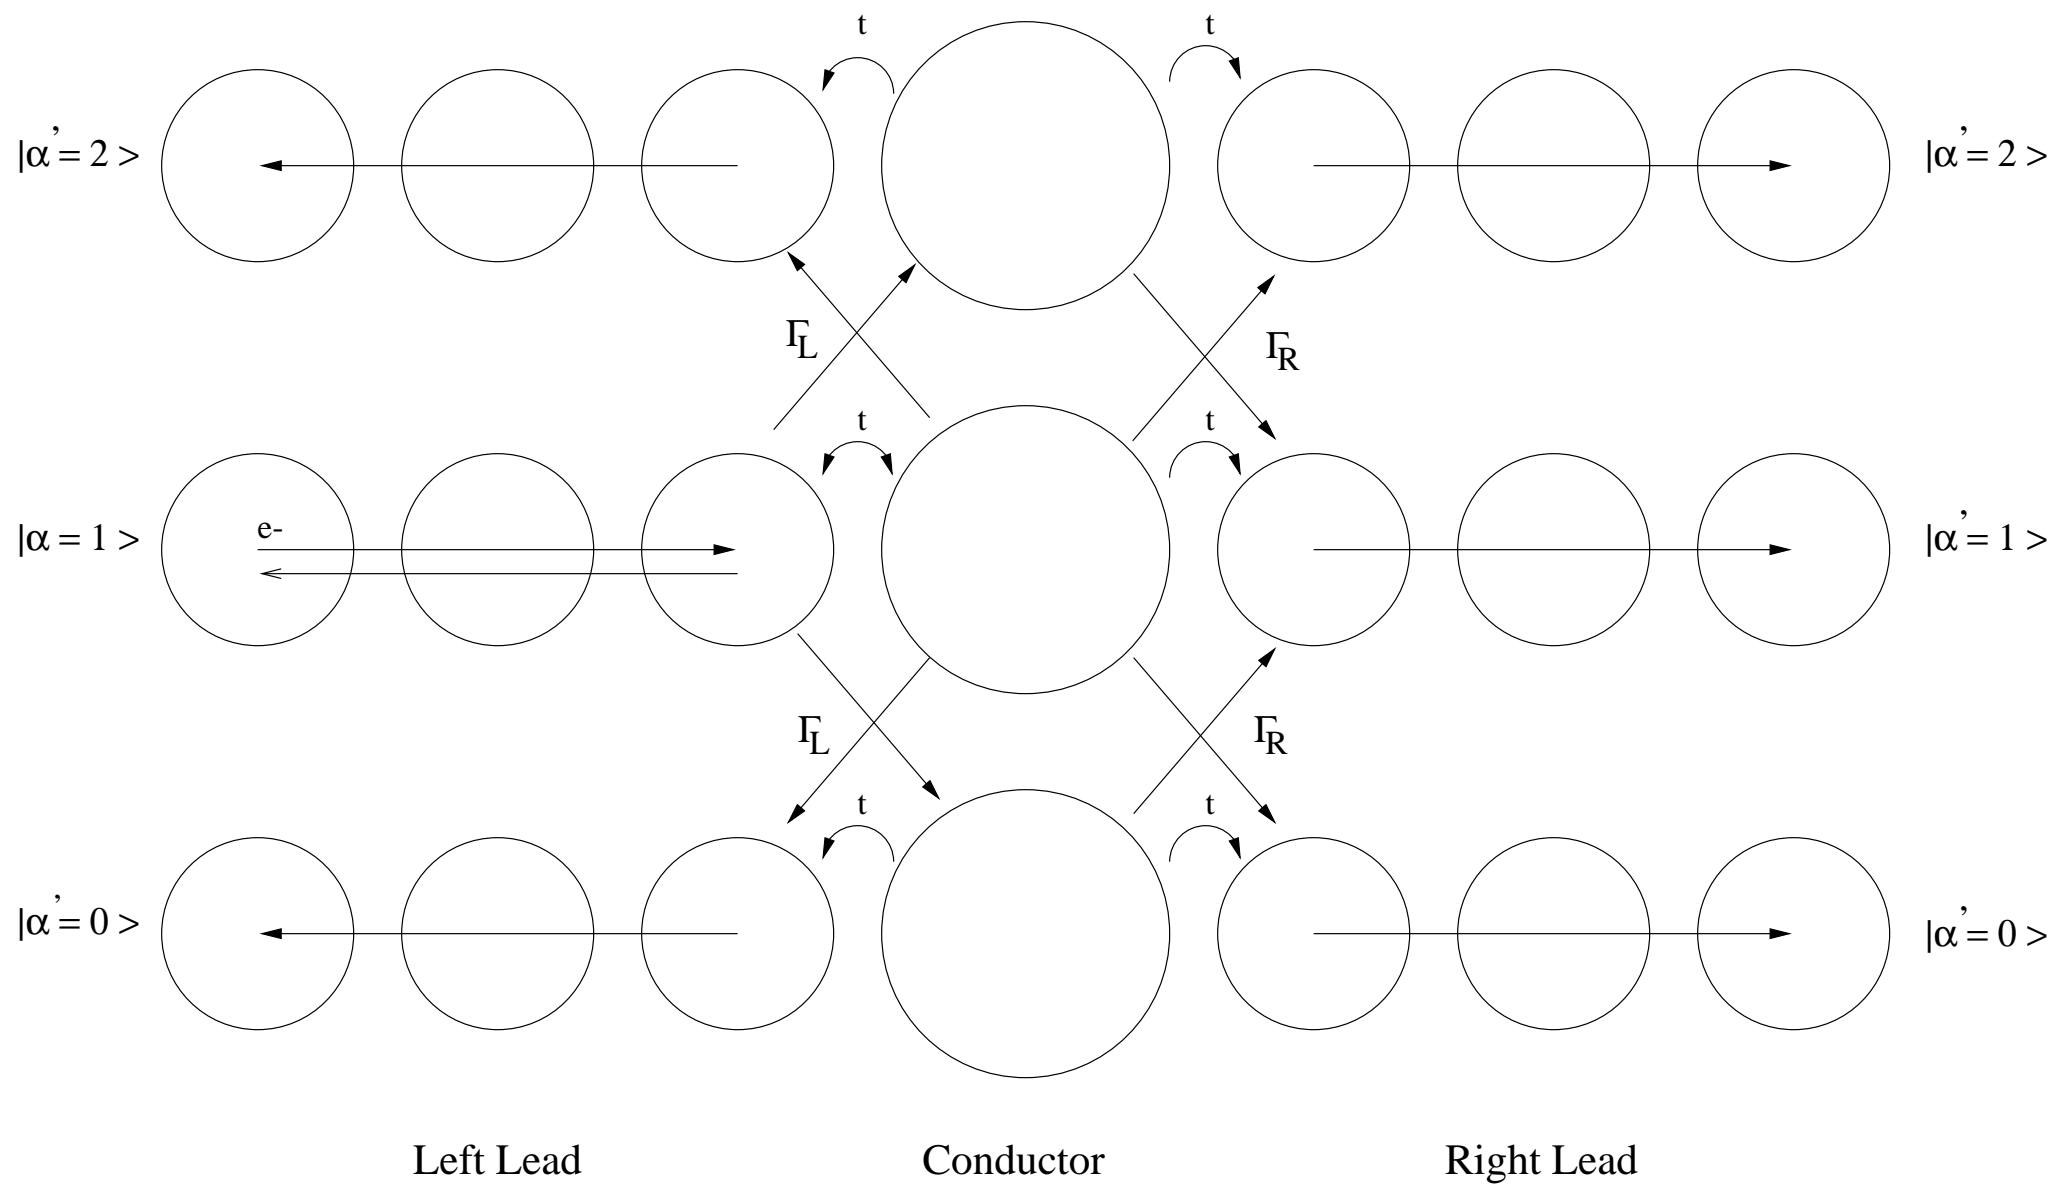 t t
|α' = 2 > |α' = 2 >
Γ_L Γ_R
t t
|α = 1 > e- |α' = 1 >
Γ_L Γ_R
t t
|α' = 0 > |α' = 0 >
Left Lead Conductor Right Lead